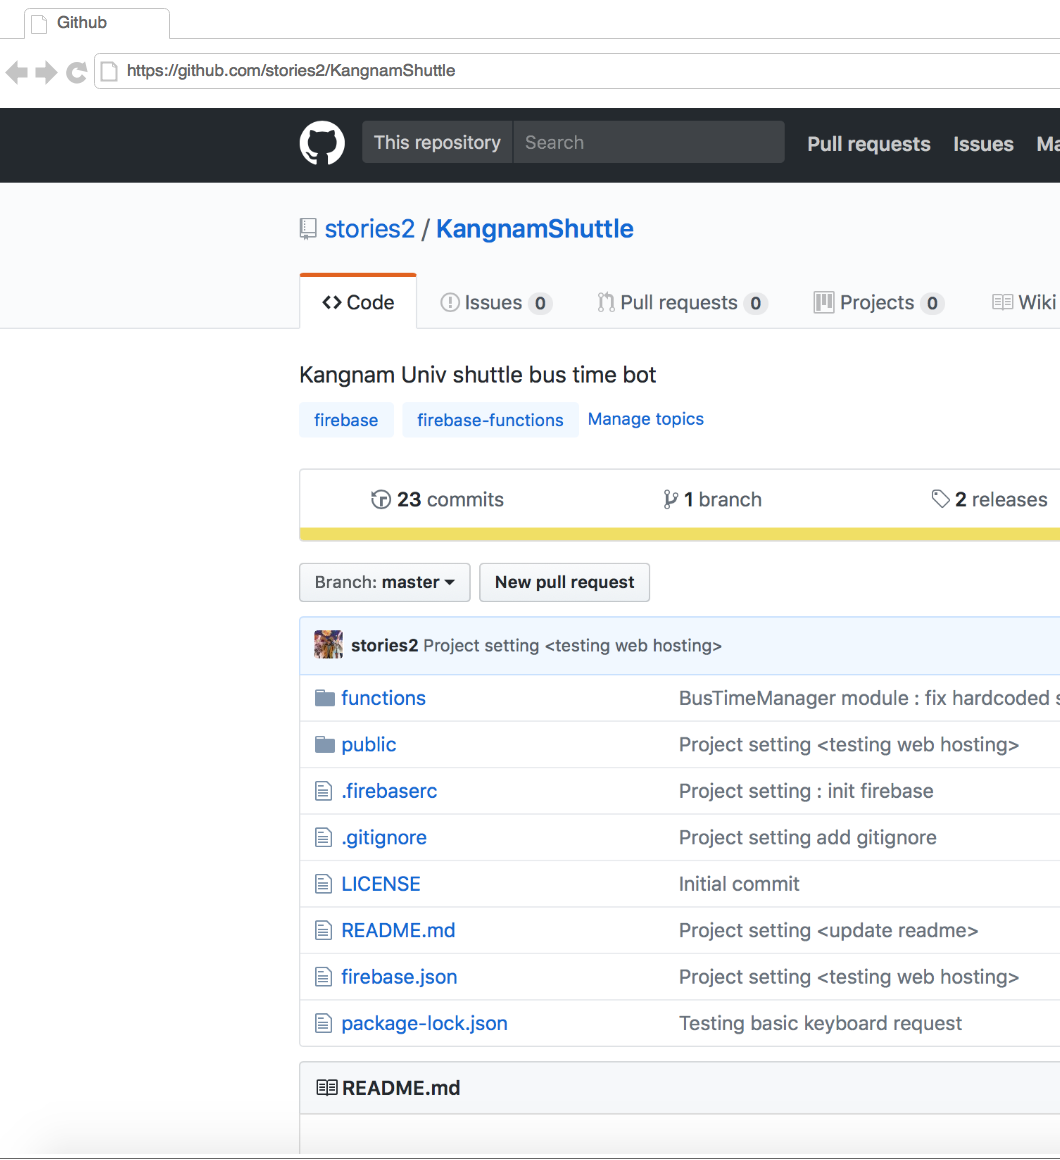 Github
https://github.com/stories2/KangnamShuttle
This repository Search Pull requests Issues Ma
stories2 / KangnamShuttle
<> Code Issues 0 Pull requests 0 Projects 0 Wiki
Kangnam Univ shuttle bus time bot
firebase firebase-functions Manage topics
23 commits 1 branch 2 releases
Branch: master New pull request
stories2 Project setting <testing web hosting>
functions BusTimeManager module : fix hardcoded s
public Project setting <testing web hosting>
.firebaserc Project setting : init firebase
.gitignore Project setting add gitignore
LICENSE Initial commit
README.md Project setting <update readme>
firebase.json Project setting <testing web hosting>
package-lock.json Testing basic keyboard request
README.md